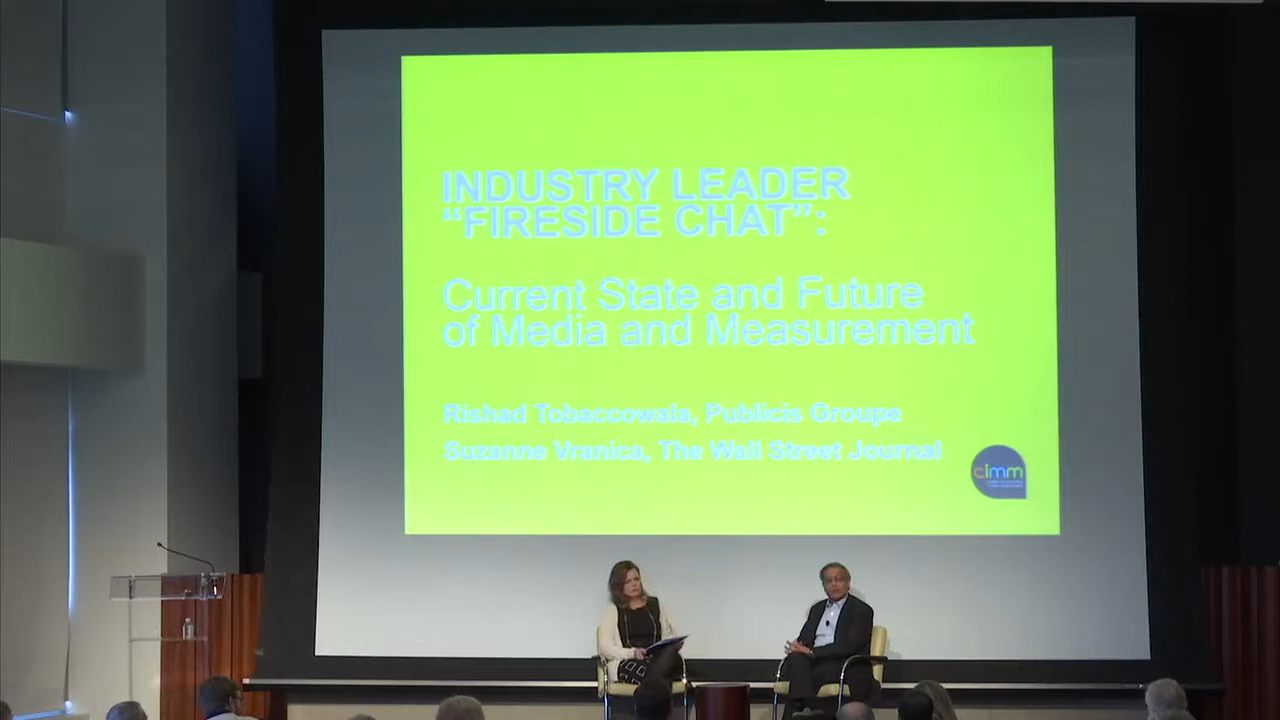 INDUSTRY LEADER
“FIRESIDE CHAT”:
Current State and Future
of Media and Measurement
Rishad Tobaccowala, Publicis Groupe
Suzanne Vranica, The Wall Street Journal
cimm